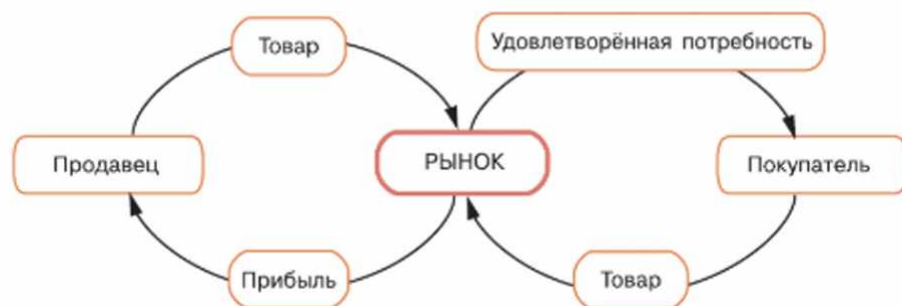 Товар
Удовлетворённая потребность
Продавец
РЫНОК
Покупатель
Прибыль
Товар